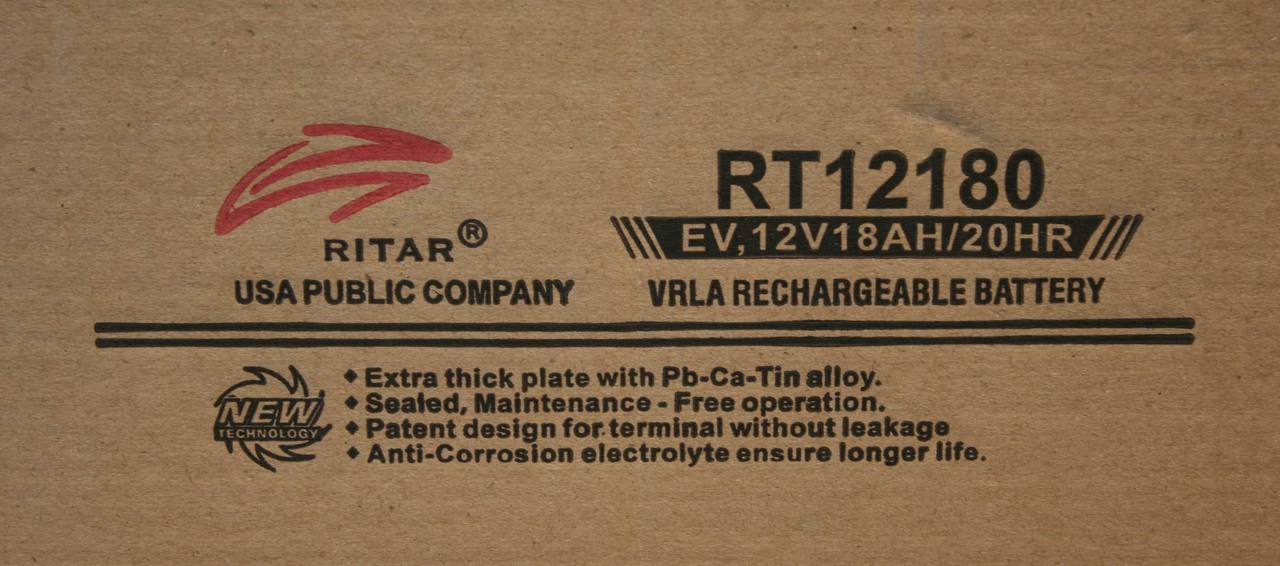 RITAR®
USA PUBLIC COMPANY
RT12180
EV,12V18AH/20HR
VRLA RECHARGEABLE BATTERY
NEW
TECHNOLOGY
◆ Extra thick plate with Pb-Ca-Tin alloy.
◆ Sealed, Maintenance - Free operation.
◆ Patent design for terminal without leakage
◆ Anti-Corrosion electrolyte ensure longer life.